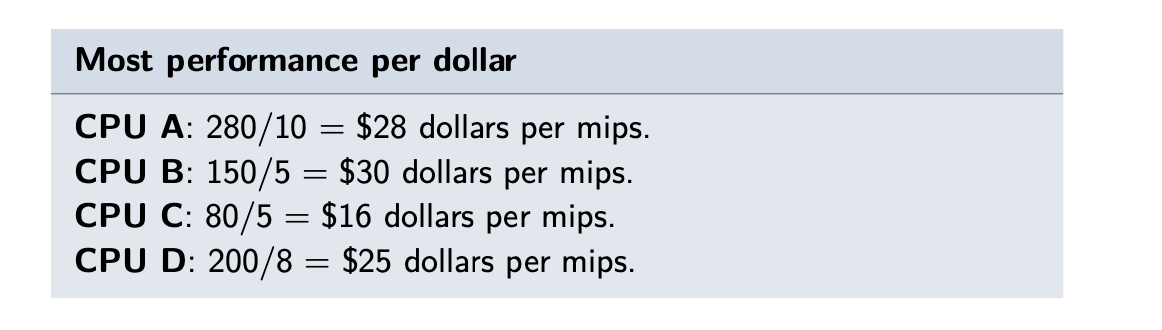 Most performance per dollar
CPU A: 280/10 = $28 dollars per mips.
CPU B: 150/5 = $30 dollars per mips.
CPU C: 80/5 = $16 dollars per mips.
CPU D: 200/8 = $25 dollars per mips.